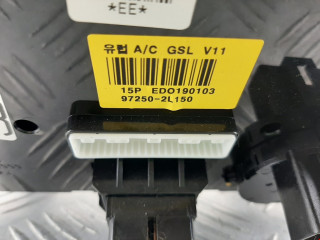 *EE*
유럽 A/C GSL V11
15P EDO190103
97250-2L150